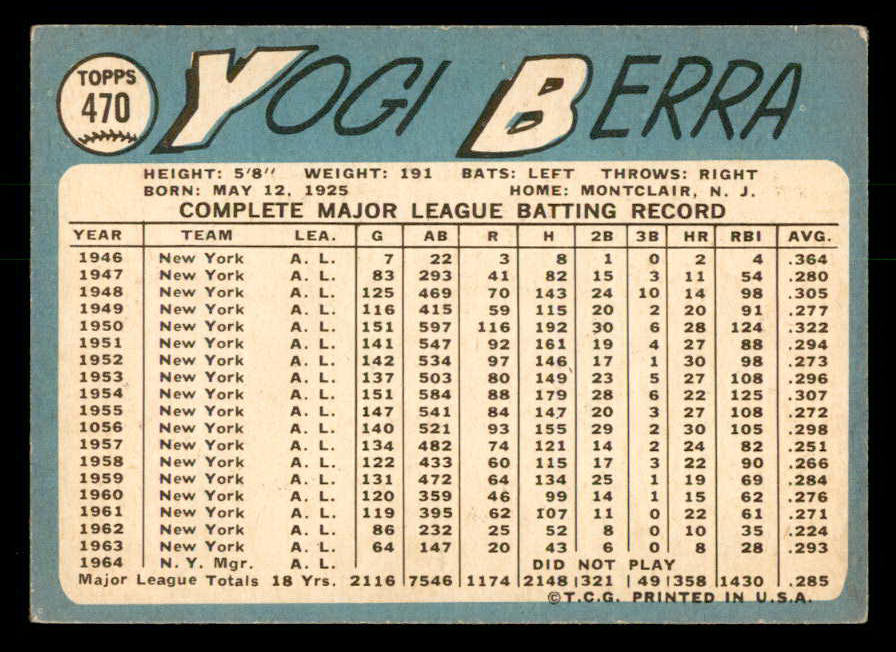 TOPPS
470
YOGI BERRA
HEIGHT: 5'8" WEIGHT: 191 BATS: LEFT THROWS: RIGHT
BORN: MAY 12, 1925 HOME: MONTCLAIR, N. J.
COMPLETE MAJOR LEAGUE BATTING RECORD
YEAR TEAM LEA. G AB R H 2B 3B HR RBI AVG.
1946 New York A. L. 7 22 3 8 1 0 2 4 .364
1947 New York A. L. 83 293 41 82 15 3 11 54 .280
1948 New York A. L. 125 469 70 143 24 10 14 98 .305
1949 New York A. L. 116 415 59 115 20 2 20 91 .277
1950 New York A. L. 151 597 116 192 30 6 28 124 .322
1951 New York A. L. 141 547 92 161 19 4 27 88 .294
1952 New York A. L. 142 534 97 146 17 1 30 98 .273
1953 New York A. L. 137 503 80 149 23 5 27 108 .296
1954 New York A. L. 151 584 88 179 28 6 22 125 .307
1955 New York A. L. 147 541 84 147 20 3 27 108 .272
1056 New York A. L. 140 521 93 155 29 2 30 105 .298
1957 New York A. L. 134 482 74 121 14 2 24 82 .251
1958 New York A. L. 122 433 60 115 17 3 22 90 .266
1959 New York A. L. 131 472 64 134 25 1 19 69 .284
1960 New York A. L. 120 359 46 99 14 1 15 62 .276
1961 New York A. L. 119 395 62 107 11 0 22 61 .271
1962 New York A. L. 86 232 25 52 8 0 10 35 .224
1963 New York A. L. 64 147 20 43 6 0 8 28 .293
1964 N. Y. Mgr. A. L. DID NOT PLAY
Major League Totals 18 Yrs. 2116 7546 1174 2148 321 49 358 1430 .285
©T.C.G. PRINTED IN U.S.A.